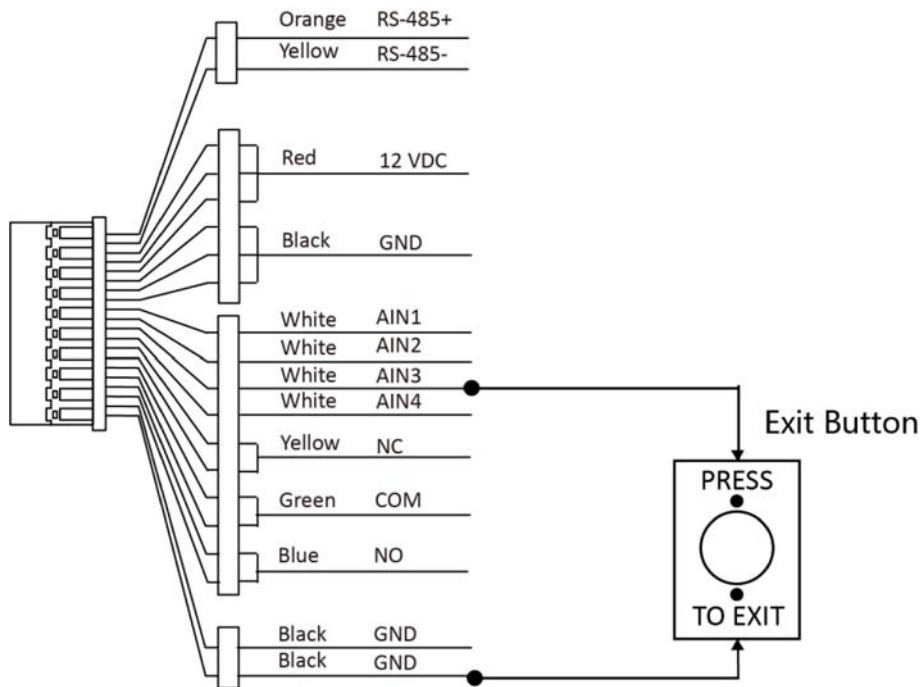 Orange RS-485+
Yellow RS-485-
Red 12 VDC
Black GND
White AIN1
White AIN2
White AIN3
White AIN4
Yellow NC
Green COM
Blue NO
Black GND
Black GND
Exit Button
PRESS
TO EXIT